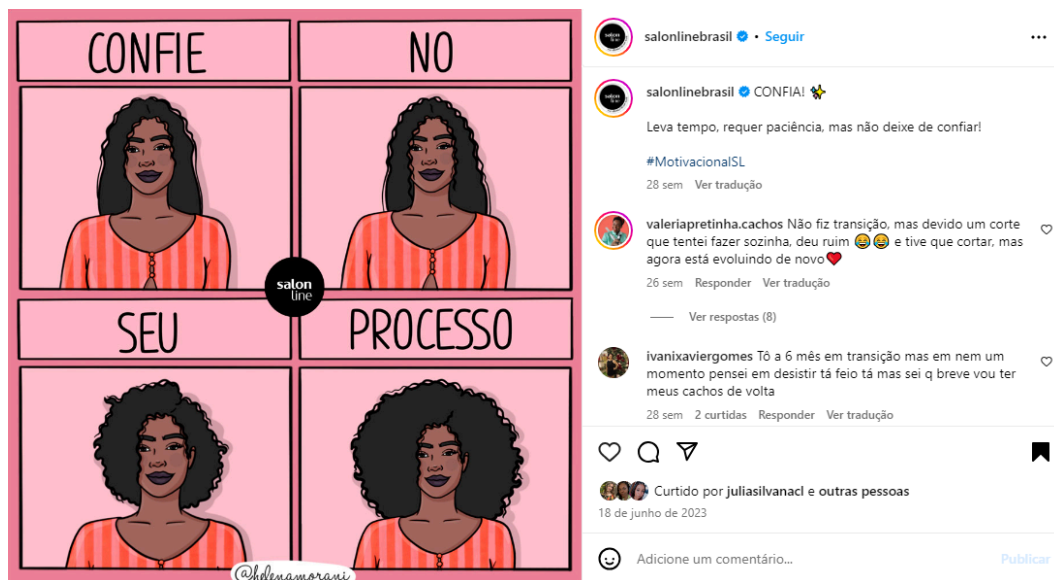 CONFIE
NO
SEU
PROCESSO
salon
line
@helenamorani
salonlinebrasil • Seguir
salonlinebrasil CONFIA! ✨
Leva tempo, requer paciência, mas não deixe de confiar!
#MotivacionalSL
28 sem Ver tradução
valeriapretinha.cachos Não fiz transição, mas devido um corte
que tentei fazer sozinha, deu ruim 😂😂 e tive que cortar, mas
agora está evoluindo de novo❤️
26 sem Responder Ver tradução
Ver respostas (8)
ivanixaviergomes Tô a 6 mês em transição mas em nem um
momento pensei em desistir tá feio tá mas sei q breve vou ter
meus cachos de volta
28 sem 2 curtidas Responder Ver tradução
Curtido por juliasilvanacl e outras pessoas
18 de junho de 2023
Adicione um comentário... Publicar